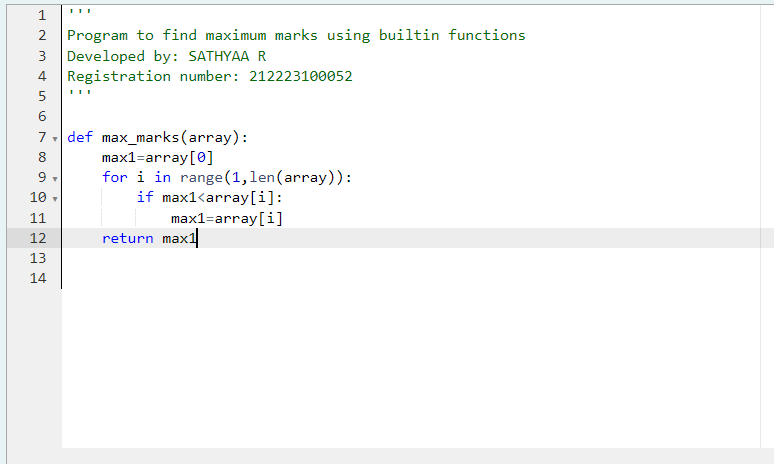 1 '''
2 Program to find maximum marks using builtin functions
3 Developed by: SATHYAA R
4 Registration number: 212223100052
5 '''
6
7 def max_marks(array):
8     max1=array[0]
9     for i in range(1,len(array)):
10         if max1<array[i]:
11             max1=array[i]
12     return max1
13
14